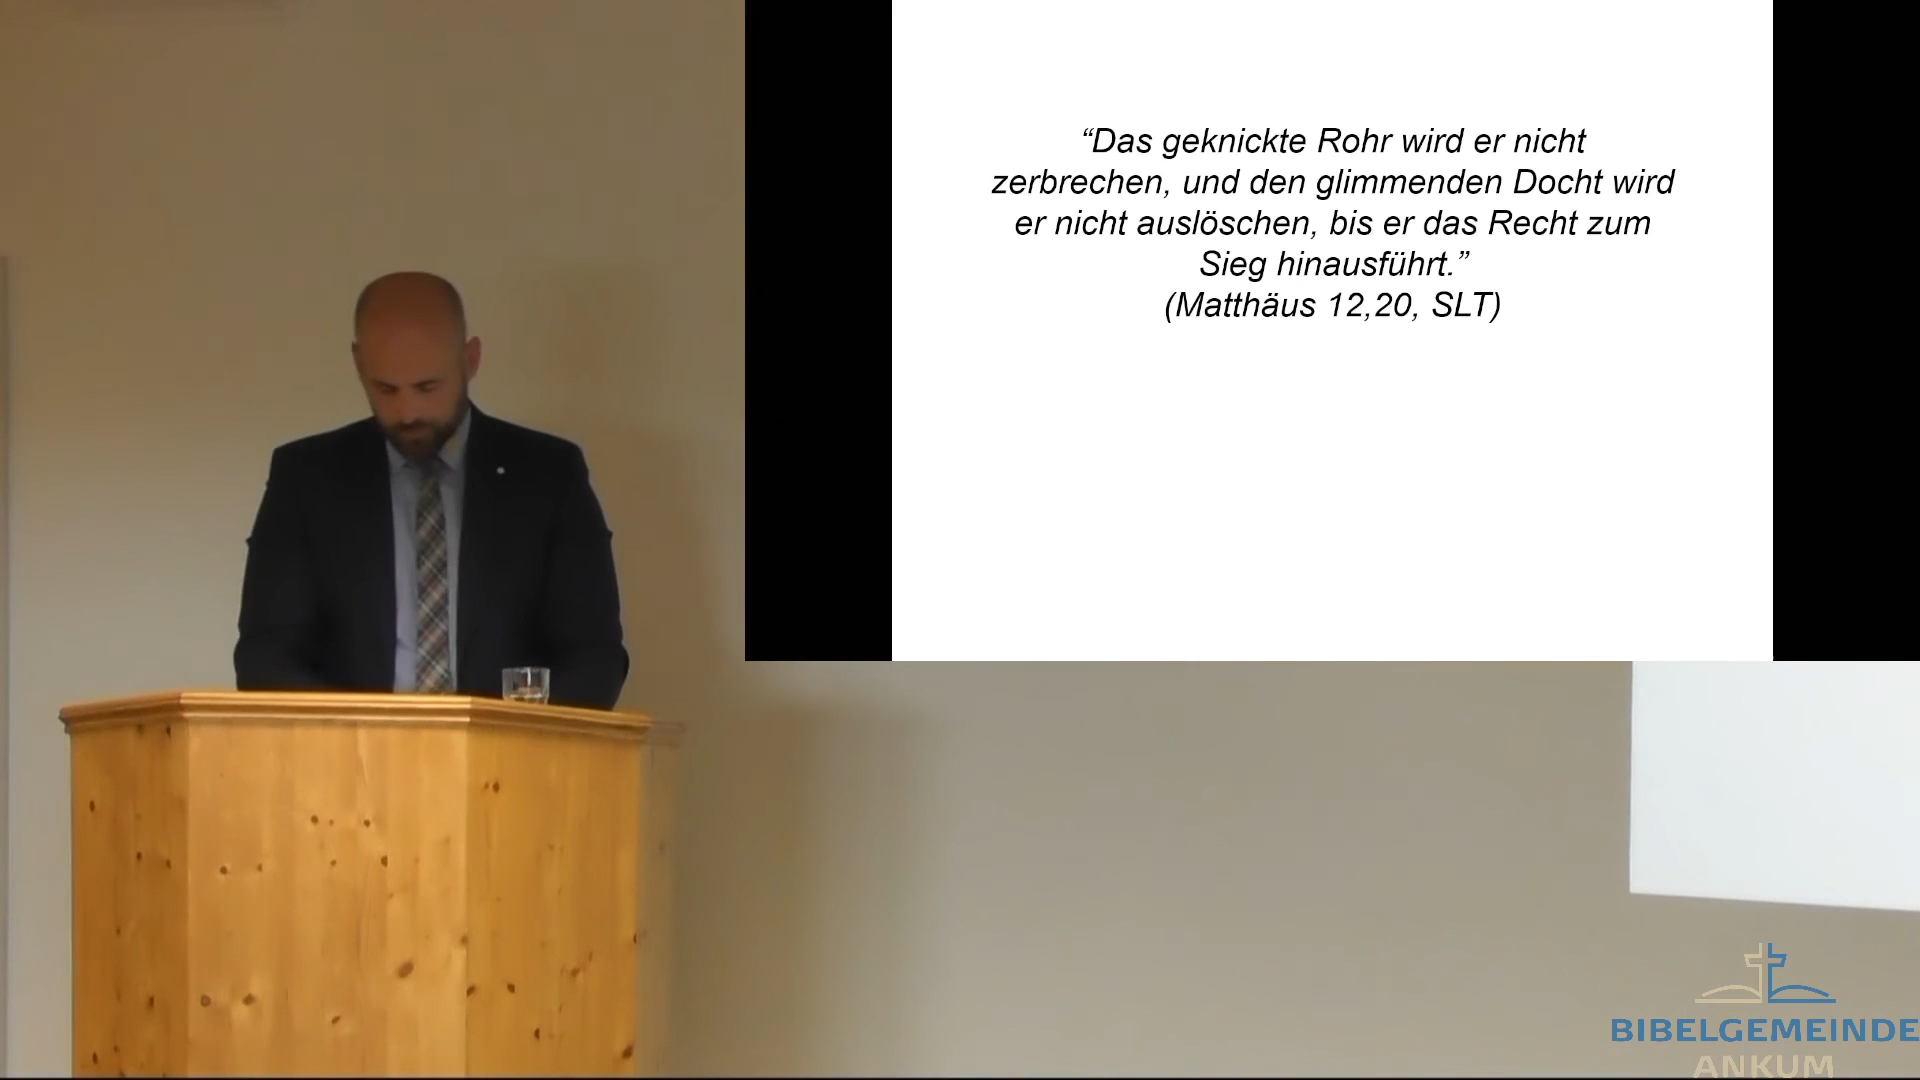 “Das geknickte Rohr wird er nicht
zerbrechen, und den glimmenden Docht wird
er nicht auslöschen, bis er das Recht zum
Sieg hinausführt.”
(Matthäus 12,20, SLT)
BIBELGEMEINDE
ANKUM